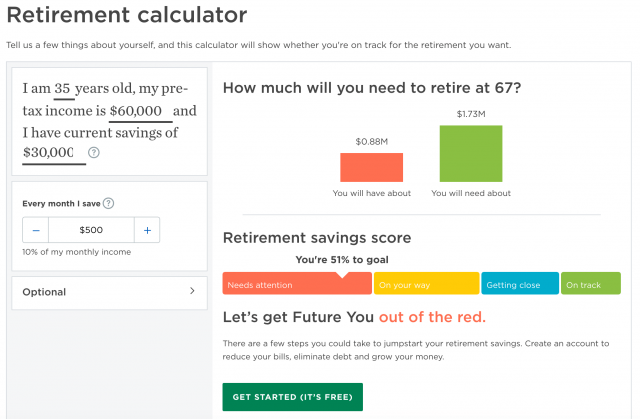 Retirement calculator
Tell us a few things about yourself, and this calculator will show whether you're on track for the retirement you want.
I am 35 years old, my pre-
tax income is $60,000 and
I have current savings of
$30,000 ?
Every month I save ?
− $500 +
10% of my monthly income
Optional
How much will you need to retire at 67?
$1.73M
$0.88M
You will have about You will need about
Retirement savings score
You're 51% to goal
Needs attention On your way Getting close On track
Let's get Future You out of the red.
There are a few steps you could take to jumpstart your retirement savings. Create an account to
reduce your bills, eliminate debt and grow your money.
GET STARTED (IT'S FREE)